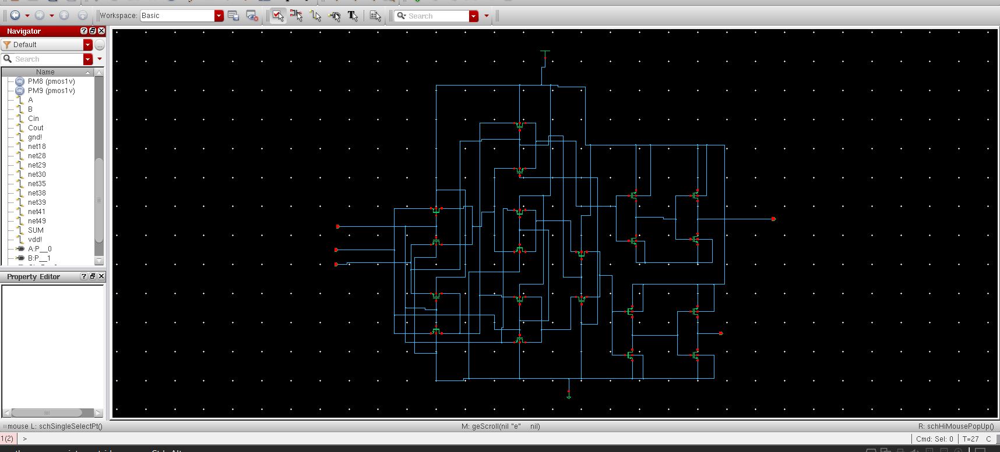 Workspace: Basic
Search
Navigator
Default
Search
Name
PM8 (pmos1v)
PM9 (pmos1v)
A
B
Cin
Cout
gnd!
net18
net28
net29
net30
net35
net38
net39
net41
net49
SUM
vdd!
A:P__0
B:P__1
Property Editor
mouse L: schSingleSelectPt()
M: geScroll(nil "e" nil)
R: schHiMousePopUp()
1(2) >
Cmd: Sel: 0
T=27 C